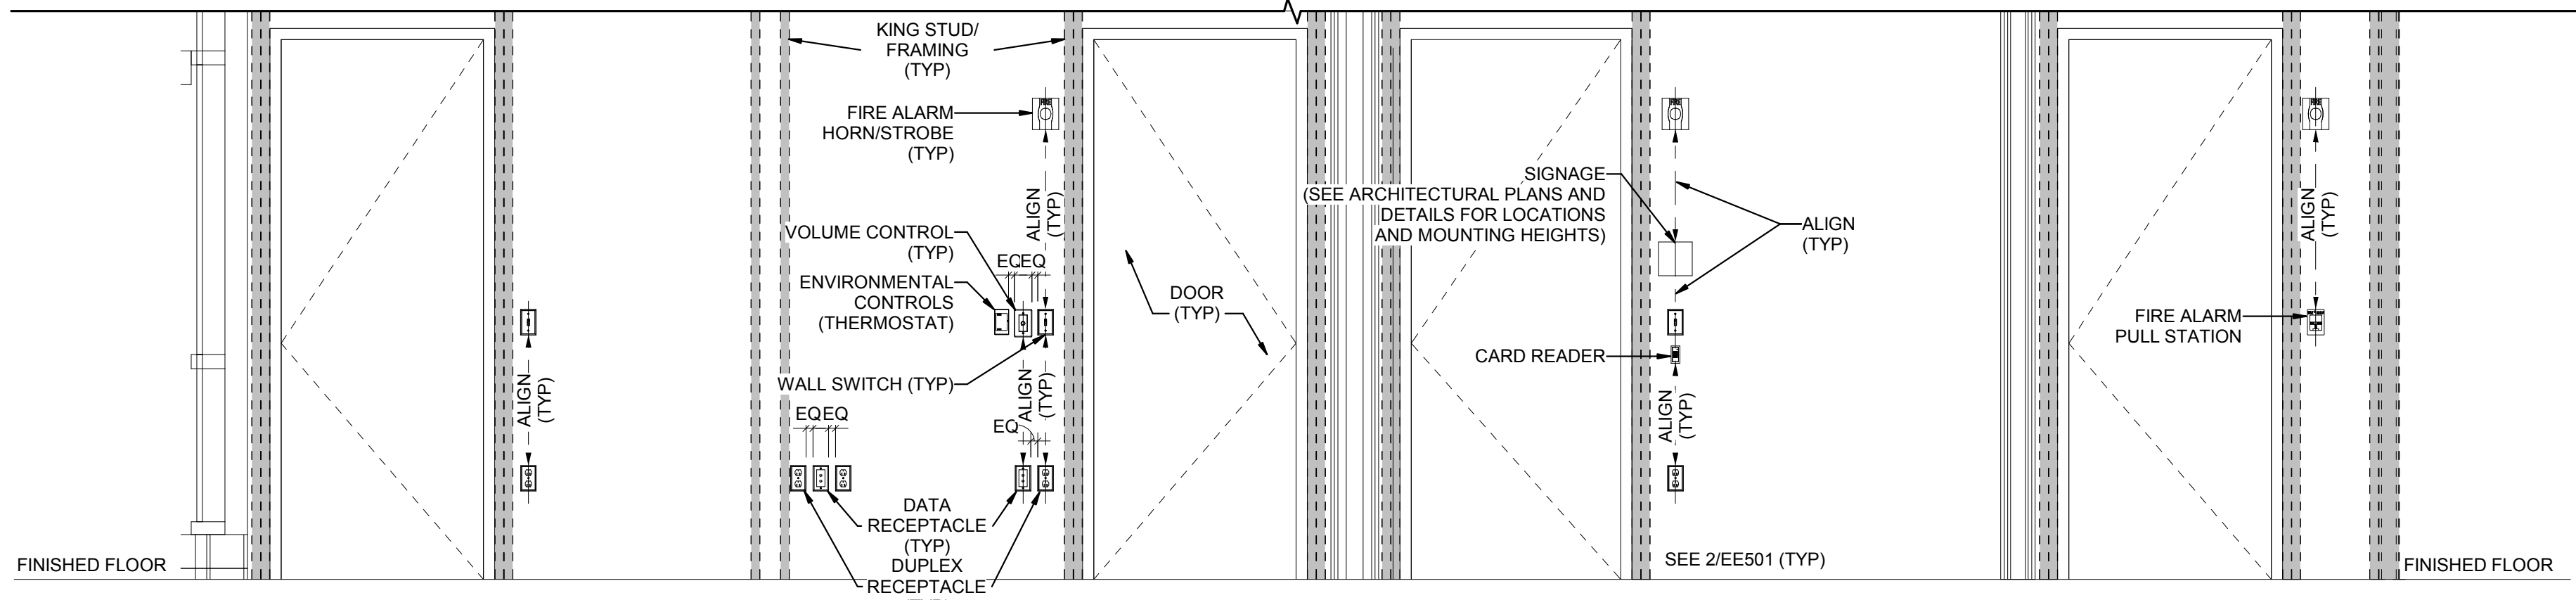 KING STUD/
FRAMING
(TYP)
FIRE ALARM
HORN/STROBE
(TYP)
ALIGN
(TYP)
VOLUME CONTROL
(TYP)
EQ EQ
ENVIRONMENTAL
CONTROLS
(THERMOSTAT)
WALL SWITCH (TYP)
ALIGN
(TYP)
ALIGN
(TYP)
EQ EQ
EQ
DATA
RECEPTACLE
(TYP)
DUPLEX
RECEPTACLE
DOOR
(TYP)
SIGNAGE
(SEE ARCHITECTURAL PLANS AND
DETAILS FOR LOCATIONS
AND MOUNTING HEIGHTS)
ALIGN
(TYP)
CARD READER
ALIGN
(TYP)
SEE 2/EE501 (TYP)
ALIGN
(TYP)
FIRE ALARM
PULL STATION
FINISHED FLOOR
FINISHED FLOOR